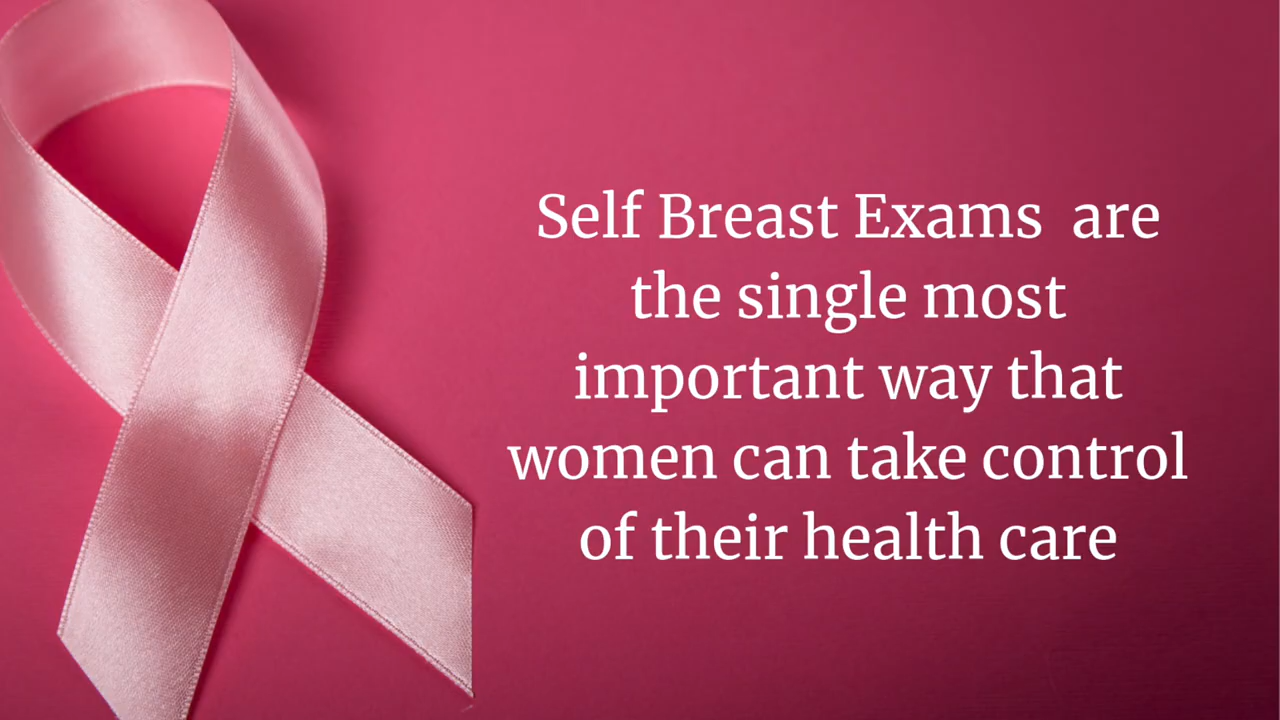 Self Breast Exams  are
the single most
important way that
women can take control
of their health care